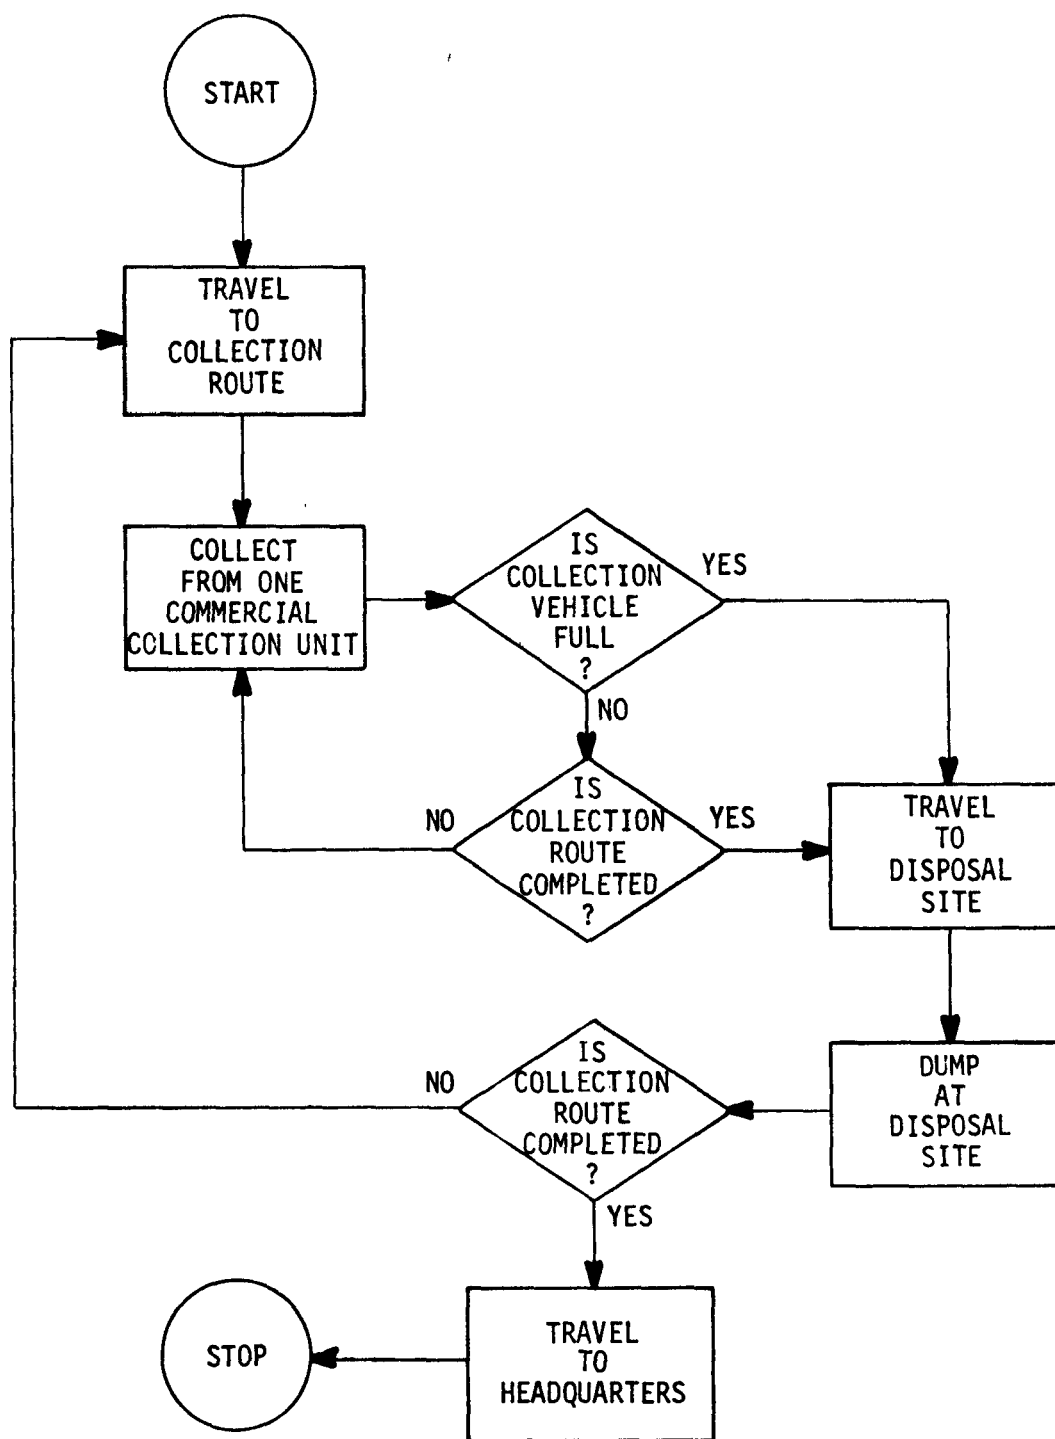 START
TRAVEL
TO
COLLECTION
ROUTE
COLLECT
FROM ONE
COMMERCIAL
COLLECTION UNIT
IS
COLLECTION
VEHICLE
FULL
?
YES
NO
IS
COLLECTION
ROUTE
COMPLETED
?
NO
YES
TRAVEL
TO
DISPOSAL
SITE
DUMP
AT
DISPOSAL
SITE
IS
COLLECTION
ROUTE
COMPLETED
?
NO
YES
TRAVEL
TO
HEADQUARTERS
STOP